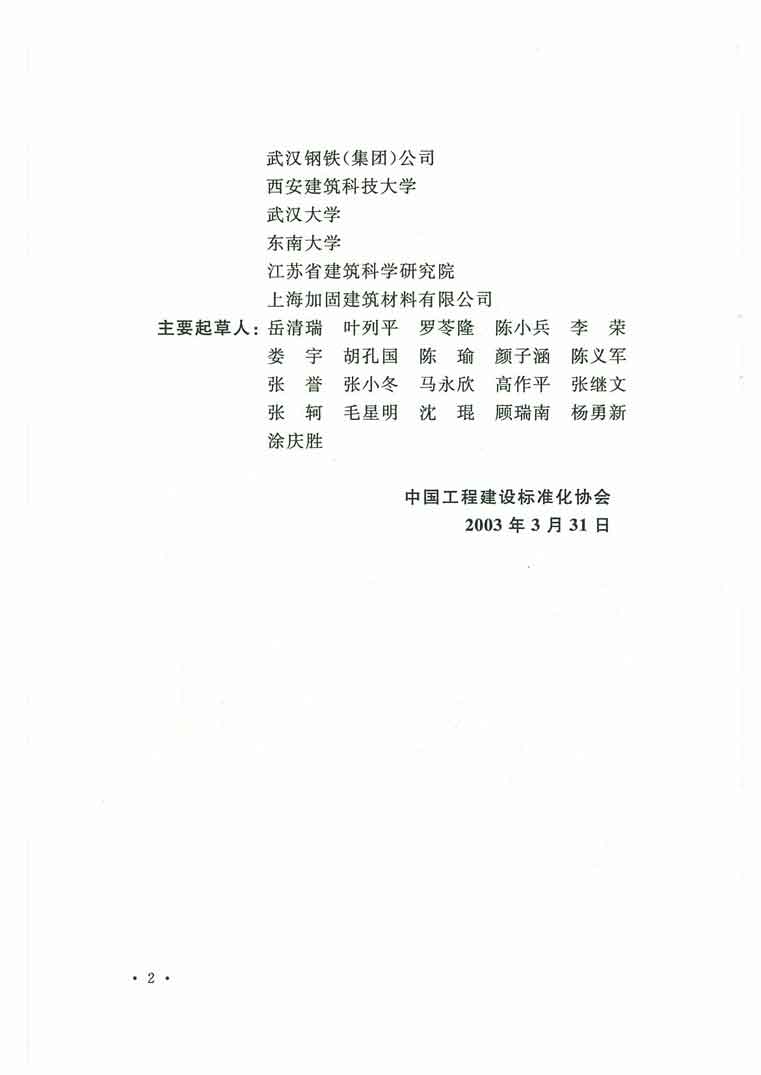 武汉钢铁(集团)公司
西安建筑科技大学
武汉大学
东南大学
江苏省建筑科学研究院
上海加固建筑材料有限公司
主要起草人：岳清瑞 叶列平 罗苓隆 陈小兵 李 荣
娄 宇 胡孔国 陈 瑜 颜子涵 陈义军
张 誉 张小冬 马永欣 高作平 张继文
张 轲 毛星明 沈 琨 顾瑞南 杨勇新
涂庆胜
中国工程建设标准化协会
2003 年 3 月 31 日
· 2 ·